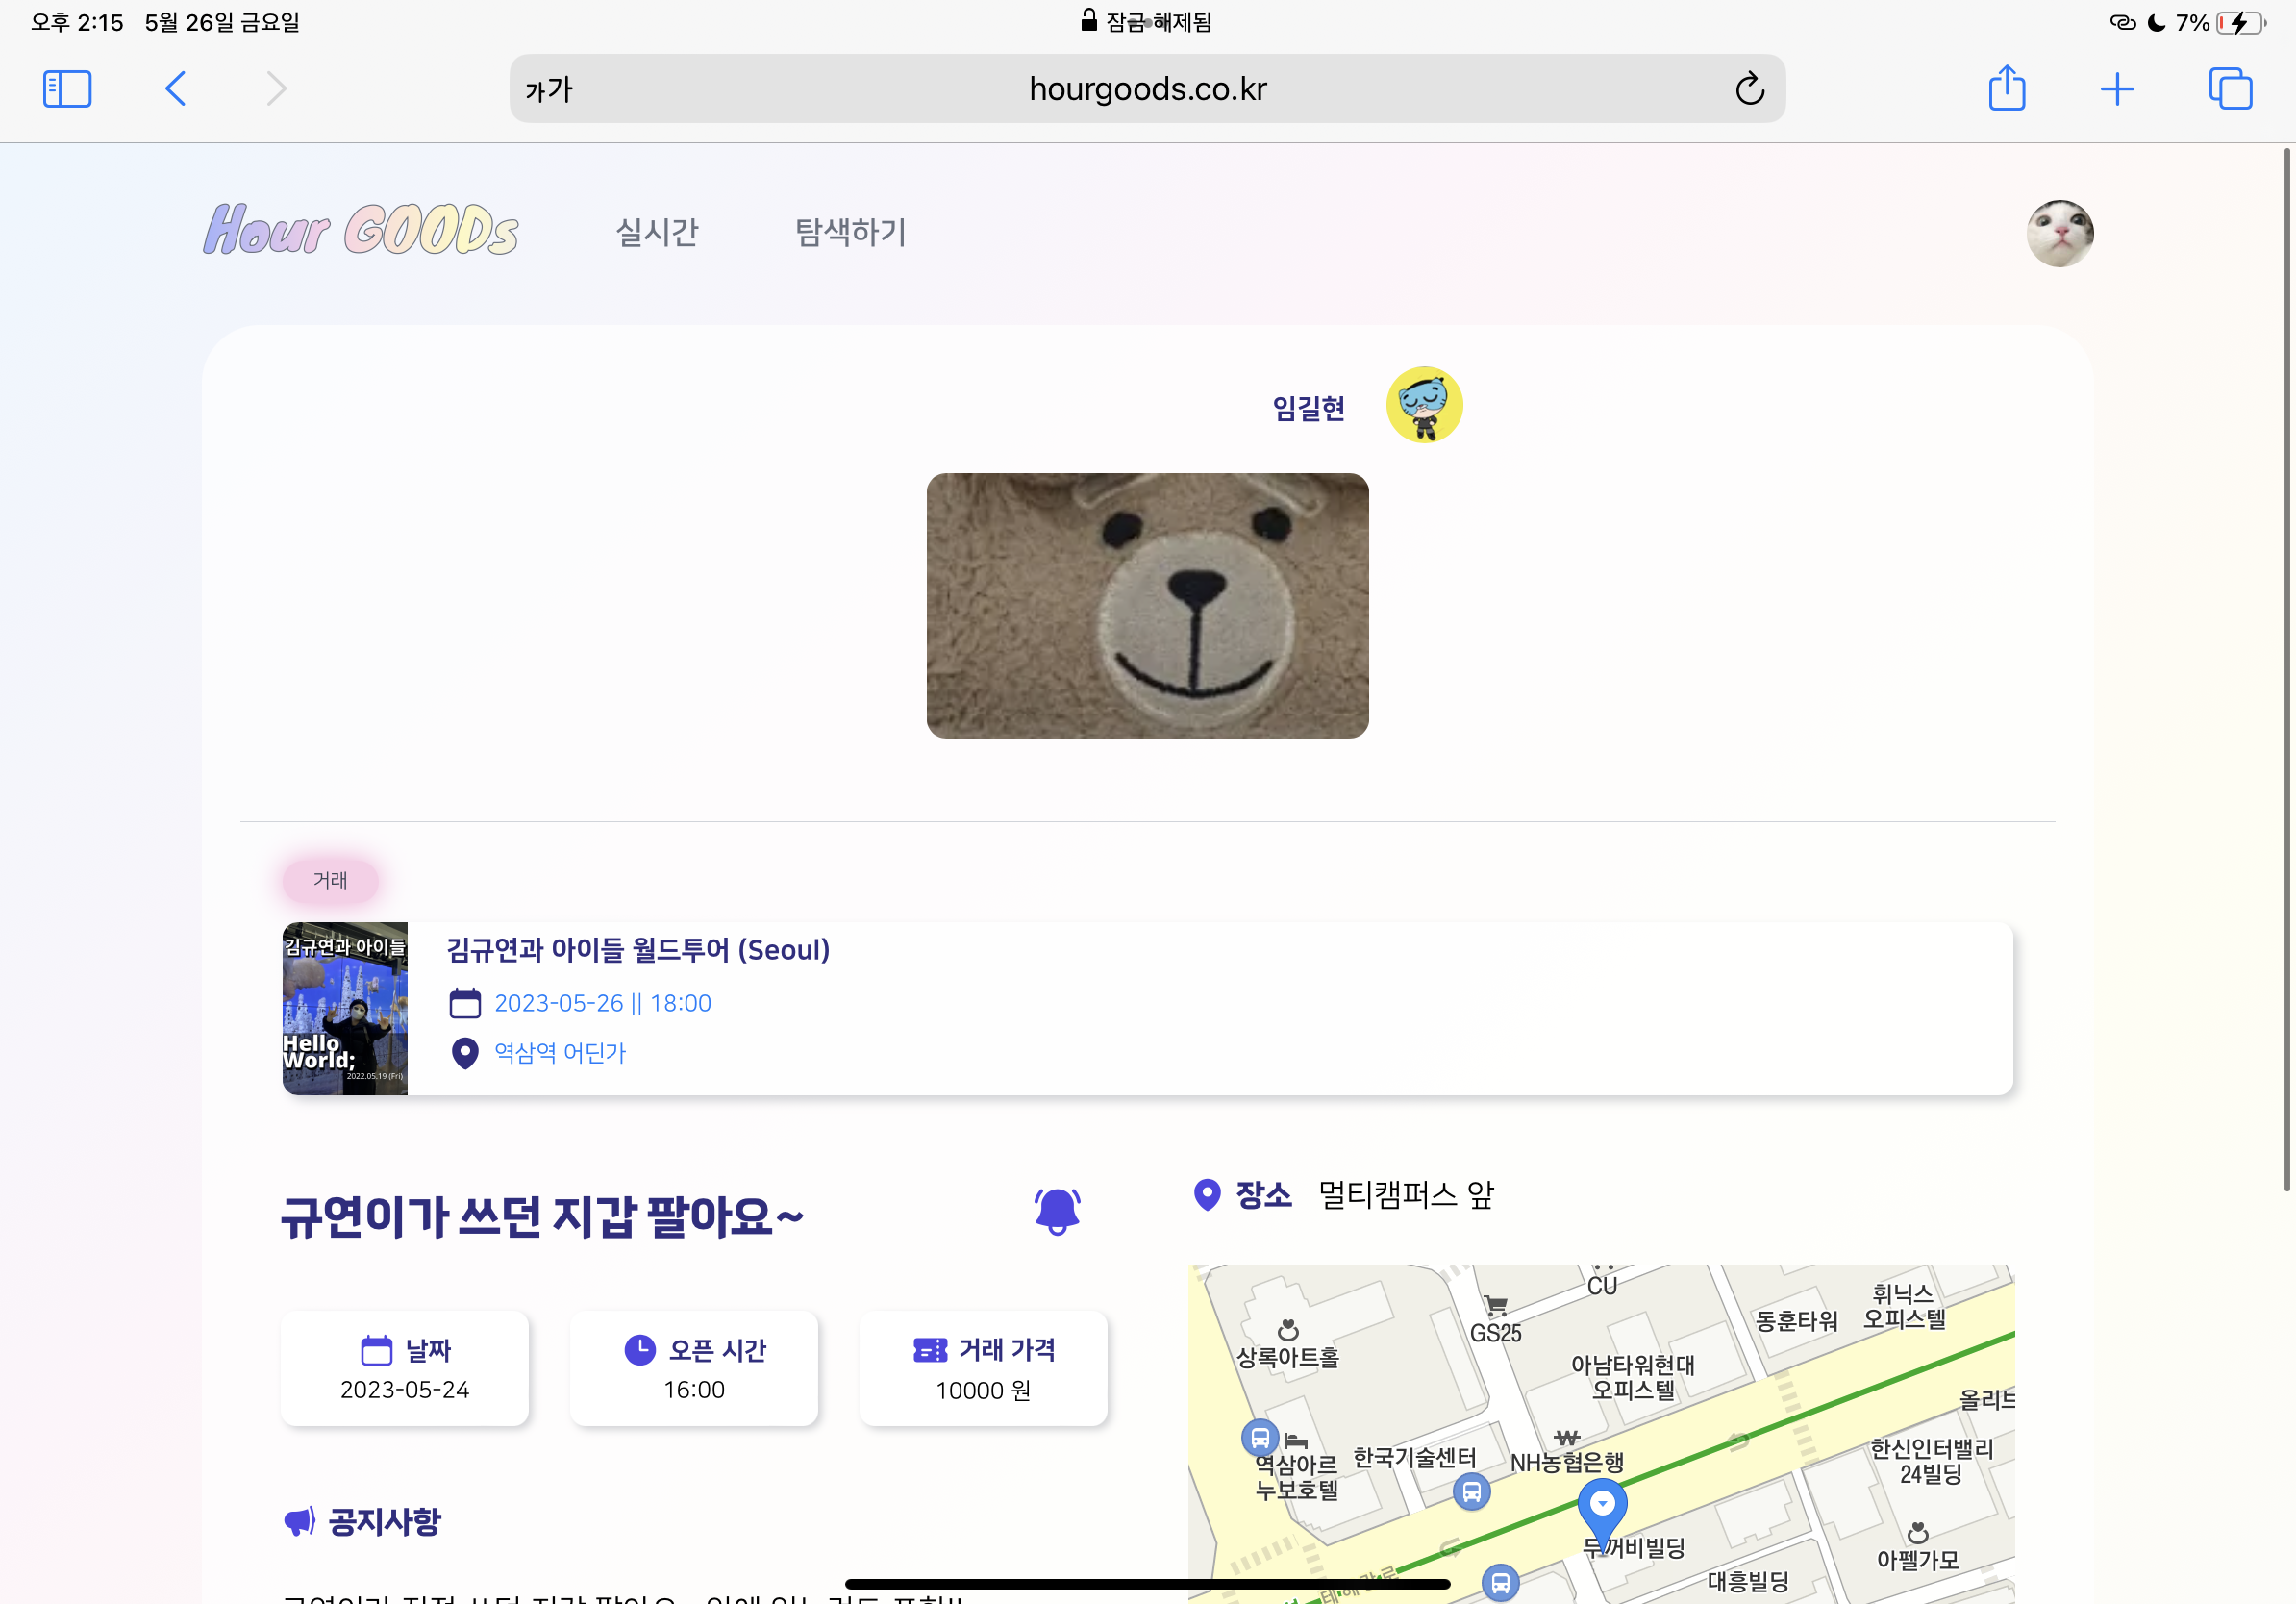 오후 2:15 5월 26일 금요일
잠금 해제됨
7%
가가
hourgoods.co.kr
Hour GOODs
실시간
탐색하기
임길현
거래
김규연과 아이들
Hello
World;
2022.05.19 (Fri)
김규연과 아이들 월드투어 (Seoul)
2023-05-26 || 18:00
역삼역 어딘가
규연이가 쓰던 지갑 팔아요~
날짜
2023-05-24
오픈 시간
16:00
거래 가격
10000 원
공지사항
장소 멀티캠퍼스 앞
CU
GS25
상록아트홀
동훈타워
휘닉스
오피스텔
아남타워현대
오피스텔
역삼아르
누보호텔
한국기술센터
NH농협은행
한신인터밸리
24빌딩
두꺼비빌딩
아펠가모
대흥빌딩